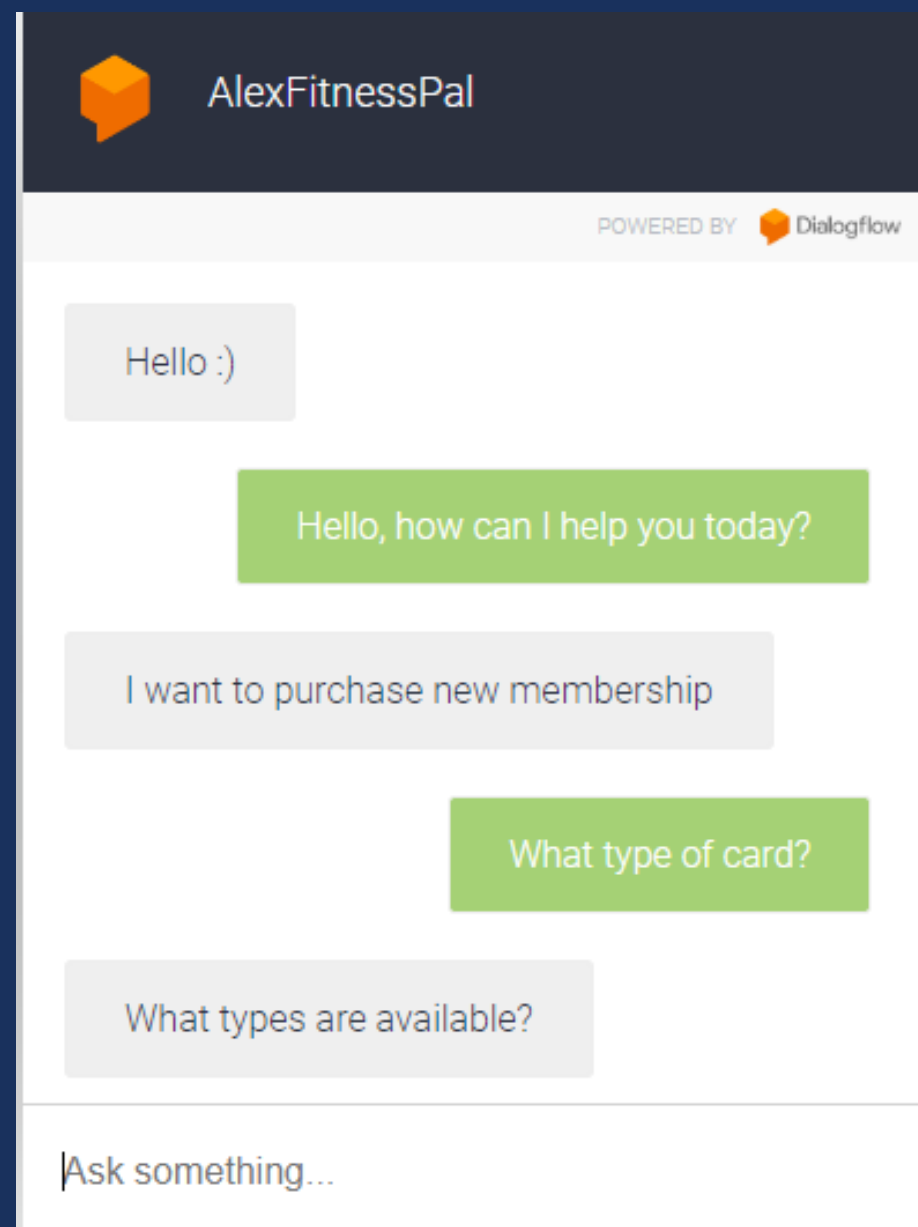 AlexFitnessPal
POWERED BY Dialogflow
Hello :)
Hello, how can I help you today?
I want to purchase new membership
What type of card?
What types are available?
Ask something...